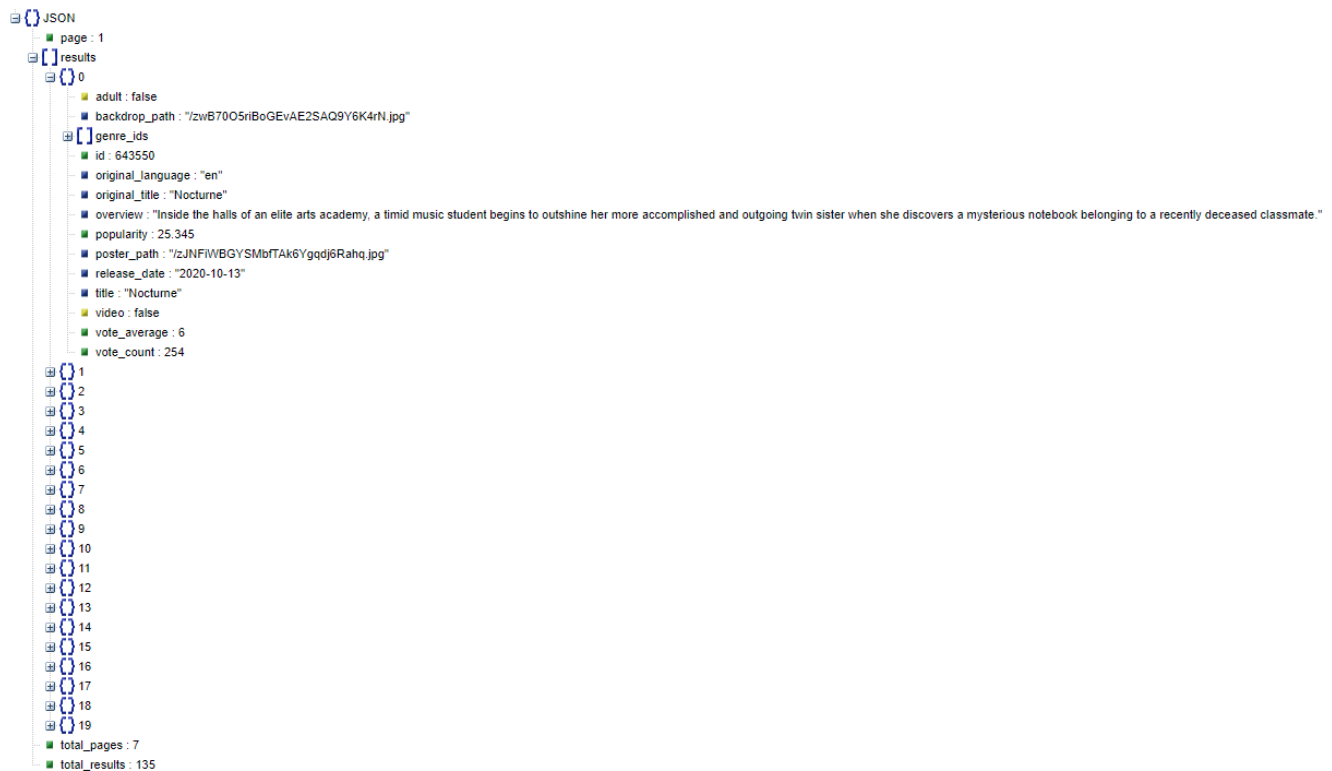 JSON
page : 1
results
0
adult : false
backdrop_path : "/zwB70O5riBoGEvAE2SAQ9Y6K4rN.jpg"
genre_ids
id : 643550
original_language : "en"
original_title : "Nocturne"
overview : "Inside the halls of an elite arts academy, a timid music student begins to outshine her more accomplished and outgoing twin sister when she discovers a mysterious notebook belonging to a recently deceased classmate."
popularity : 25.345
poster_path : "/zJNFiWBGYSMbfTAk6Ygqdj6Rahq.jpg"
release_date : "2020-10-13"
title : "Nocturne"
video : false
vote_average : 6
vote_count : 254
1
2
3
4
5
6
7
8
9
10
11
12
13
14
15
16
17
18
19
total_pages : 7
total_results : 135